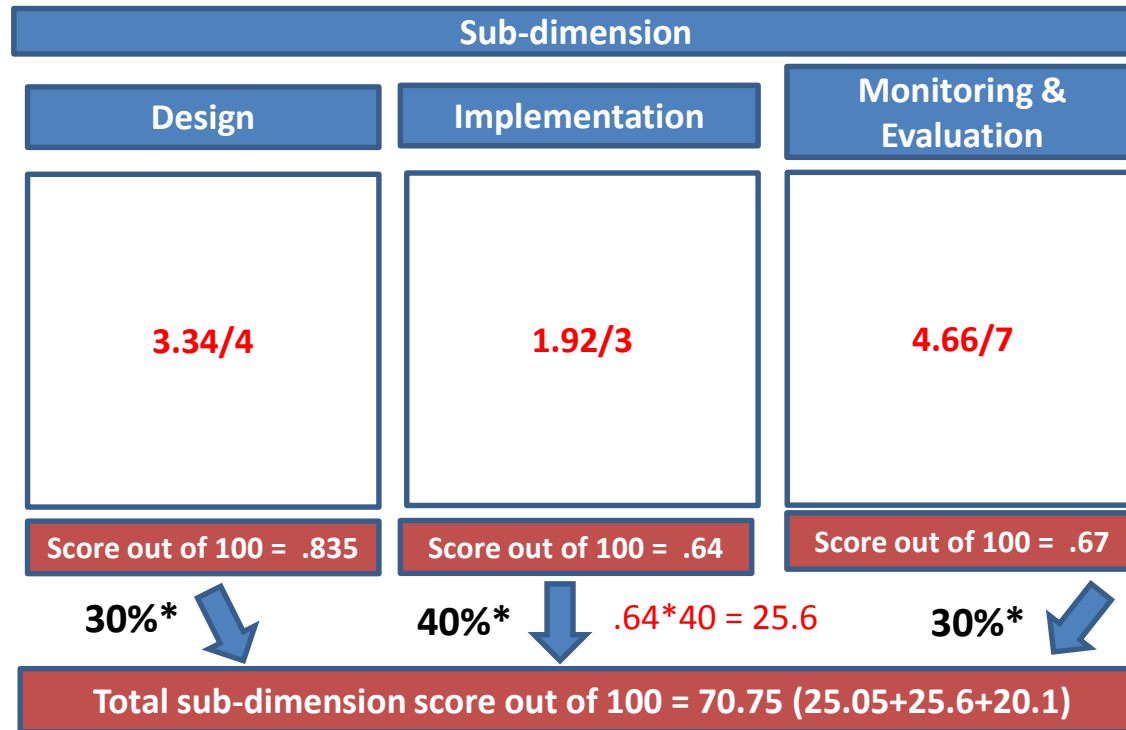 Sub-dimension
Design
Implementation
Monitoring &
Evaluation
3.34/4
1.92/3
4.66/7
Score out of 100 =  .835
Score out of 100 =  .64
Score out of 100 =  .67
30%*
40%*
.64*40 = 25.6
30%*
Total sub-dimension score out of 100 = 70.75 (25.05+25.6+20.1)